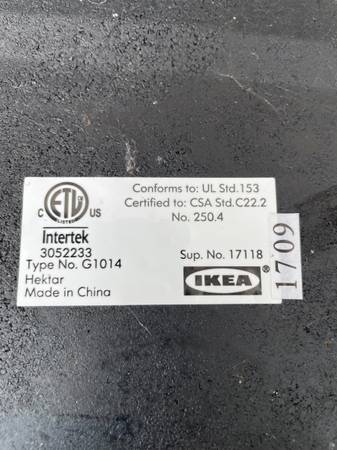 Conforms to: UL Std.153
Certified to: CSA Std.C22.2
No. 250.4
C ETL LISTED US
Intertek
3052233
Type No. G1014
Hektar
Made in China
Sup. No. 17118
IKEA®
1709